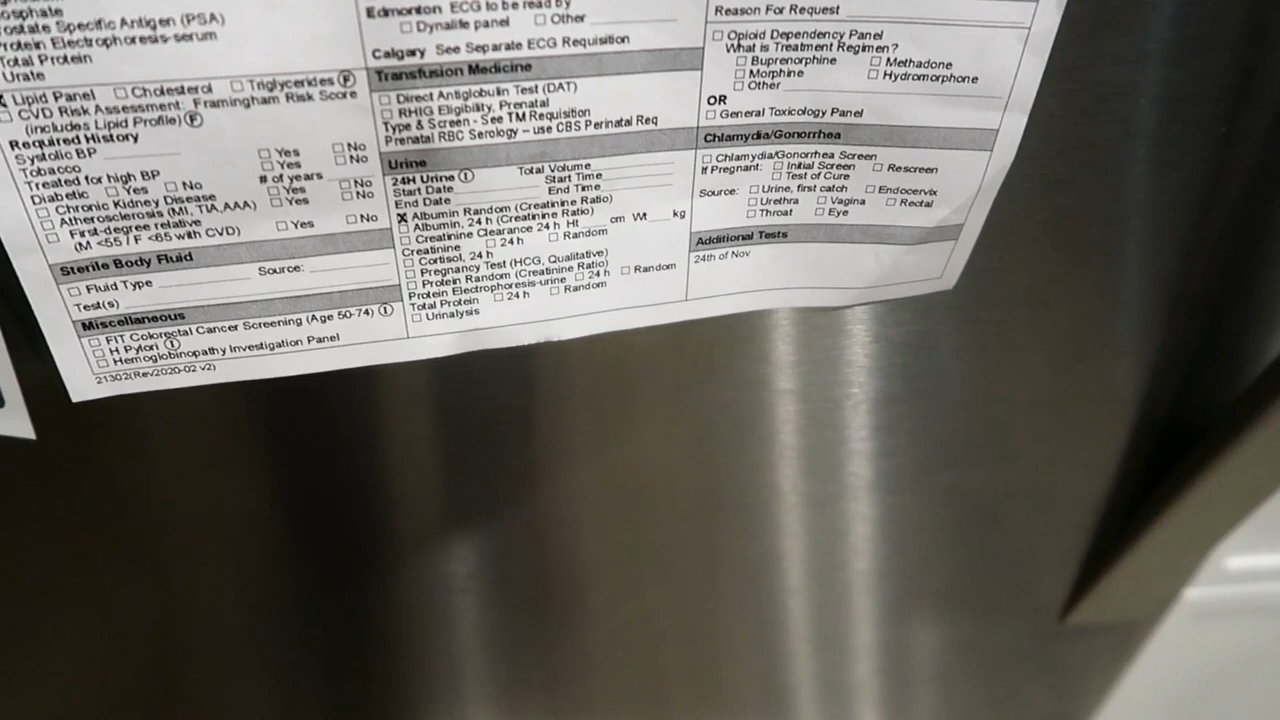 osphate
rostate Specific Antigen (PSA)
rotein Electrophoresis-serum
Total Protein
Urate
Lipid Panel Cholesterol Triglycerides F
CVD Risk Assessment: Framingham Risk Score
(includes Lipid Profile) F
Required History
Systolic BP
Tobacco Yes No
Treated for high BP Yes No
Diabetic Yes No # of years
Chronic Kidney Disease Yes No
Atherosclerosis (MI, TIA, AAA) Yes No
First-degree relative
(M <55 / F <65 with CVD) Yes No
Sterile Body Fluid
Fluid Type Source:
Test(s)
Miscellaneous
FIT Colorectal Cancer Screening (Age 50-74) I
H Pylori I
Hemoglobinopathy Investigation Panel
21302(Rev2020-02 v2)
Edmonton ECG to be read by
Dynalife panel Other
Calgary See Separate ECG Requisition
Transfusion Medicine
Direct Antiglobulin Test (DAT)
RHIG Eligibility, Prenatal
Type & Screen - See TM Requisition
Prenatal RBC Serology – use CBS Perinatal Req
Urine
24H Urine I Total Volume
Start Date Start Time
End Date End Time
Albumin Random (Creatinine Ratio)
Albumin, 24 h (Creatinine Ratio)
Creatinine Clearance 24 h Ht cm Wt kg
Creatinine 24 h Random
Cortisol, 24 h
Pregnancy Test (HCG, Qualitative)
Protein Random (Creatinine Ratio)
Protein Electrophoresis-urine 24 h Random
Total Protein 24 h Random
Urinalysis
Reason For Request
Opioid Dependency Panel
What is Treatment Regimen?
Buprenorphine Methadone
Morphine Hydromorphone
Other
OR
General Toxicology Panel
Chlamydia/Gonorrhea
Chlamydia/Gonorrhea Screen
If Pregnant: Initial Screen Rescreen
Test of Cure
Source: Urine, first catch Endocervix
Urethra Vagina Rectal
Throat Eye
Additional Tests
24th of Nov